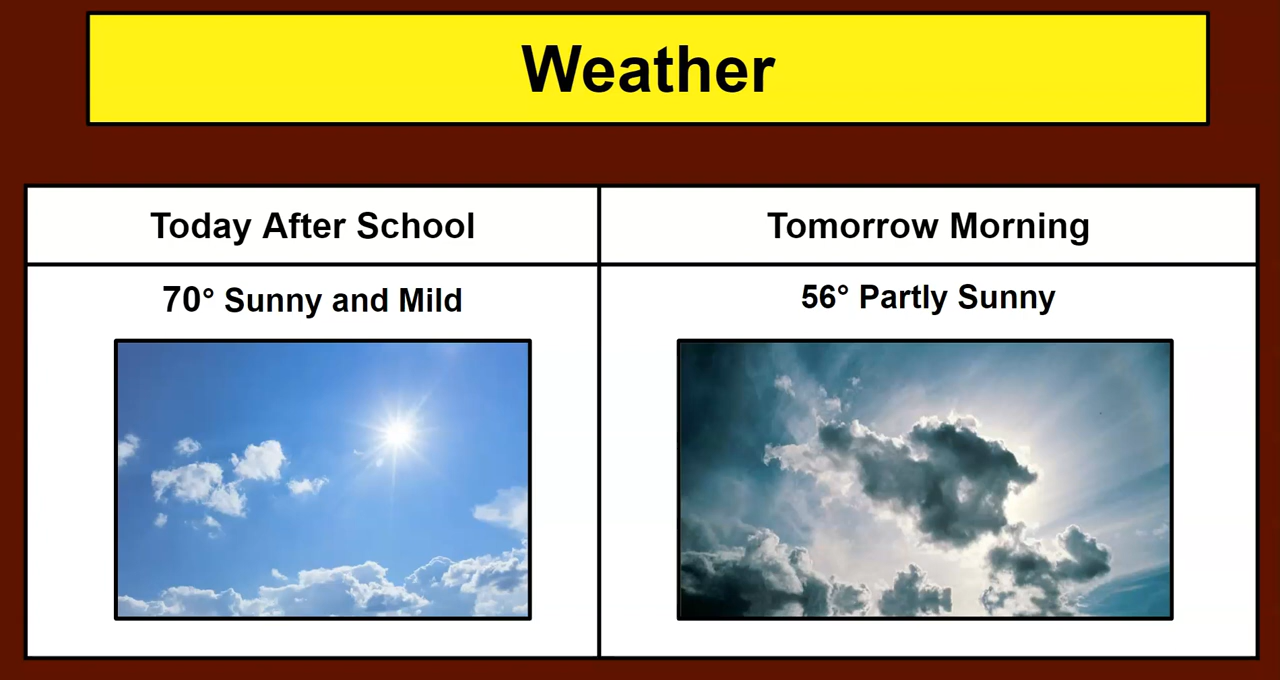 Weather
Today After School
Tomorrow Morning
70° Sunny and Mild
56° Partly Sunny